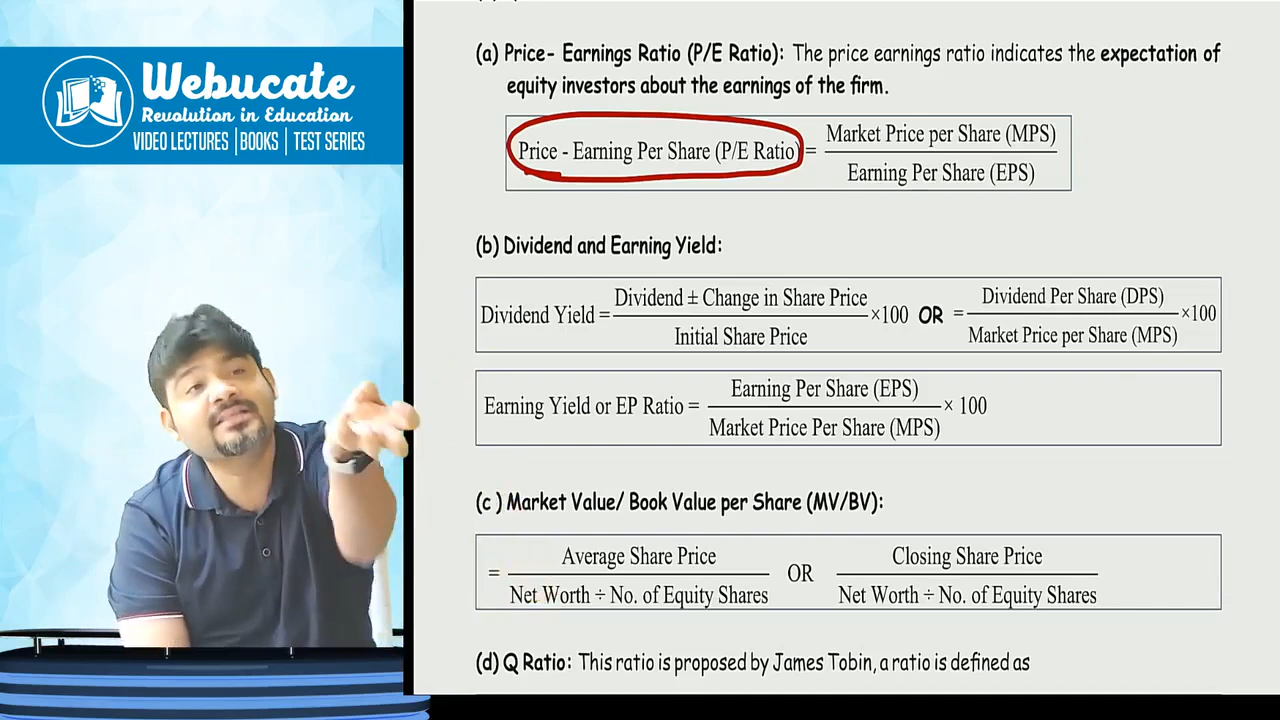 Webucate
Revolution in Education
VIDEO LECTURES | BOOKS | TEST SERIES
(a) Price- Earnings Ratio (P/E Ratio): The price earnings ratio indicates the expectation of
equity investors about the earnings of the firm.
Price - Earning Per Share (P/E Ratio) = Market Price per Share (MPS)
Earning Per Share (EPS)
(b) Dividend and Earning Yield:
Dividend Yield = Dividend ± Change in Share Price
Initial Share Price
×100 OR = Dividend Per Share (DPS)
Market Price per Share (MPS)
×100
Earning Yield or EP Ratio = Earning Per Share (EPS)
Market Price Per Share (MPS)
× 100
(c ) Market Value/ Book Value per Share (MV/BV):
= Average Share Price
Net Worth ÷ No. of Equity Shares
OR
Closing Share Price
Net Worth ÷ No. of Equity Shares
(d) Q Ratio: This ratio is proposed by James Tobin, a ratio is defined as